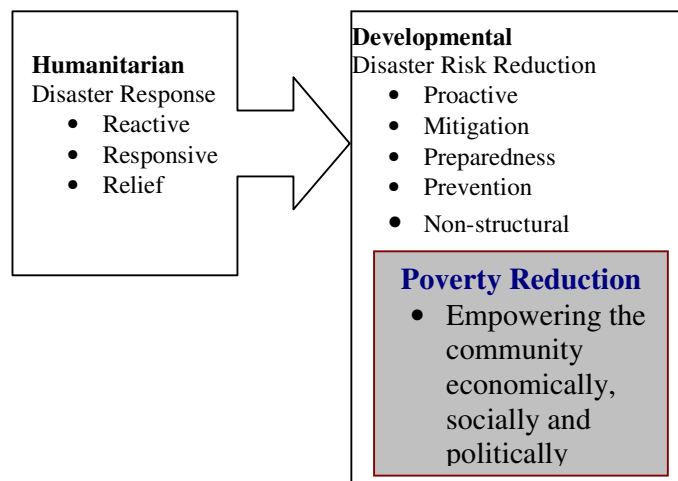 Humanitarian
Disaster Response
• Reactive
• Responsive
• Relief
Developmental
Disaster Risk Reduction
• Proactive
• Mitigation
• Preparedness
• Prevention
• Non-structural
Poverty Reduction
• Empowering the
community
economically,
socially and
politically